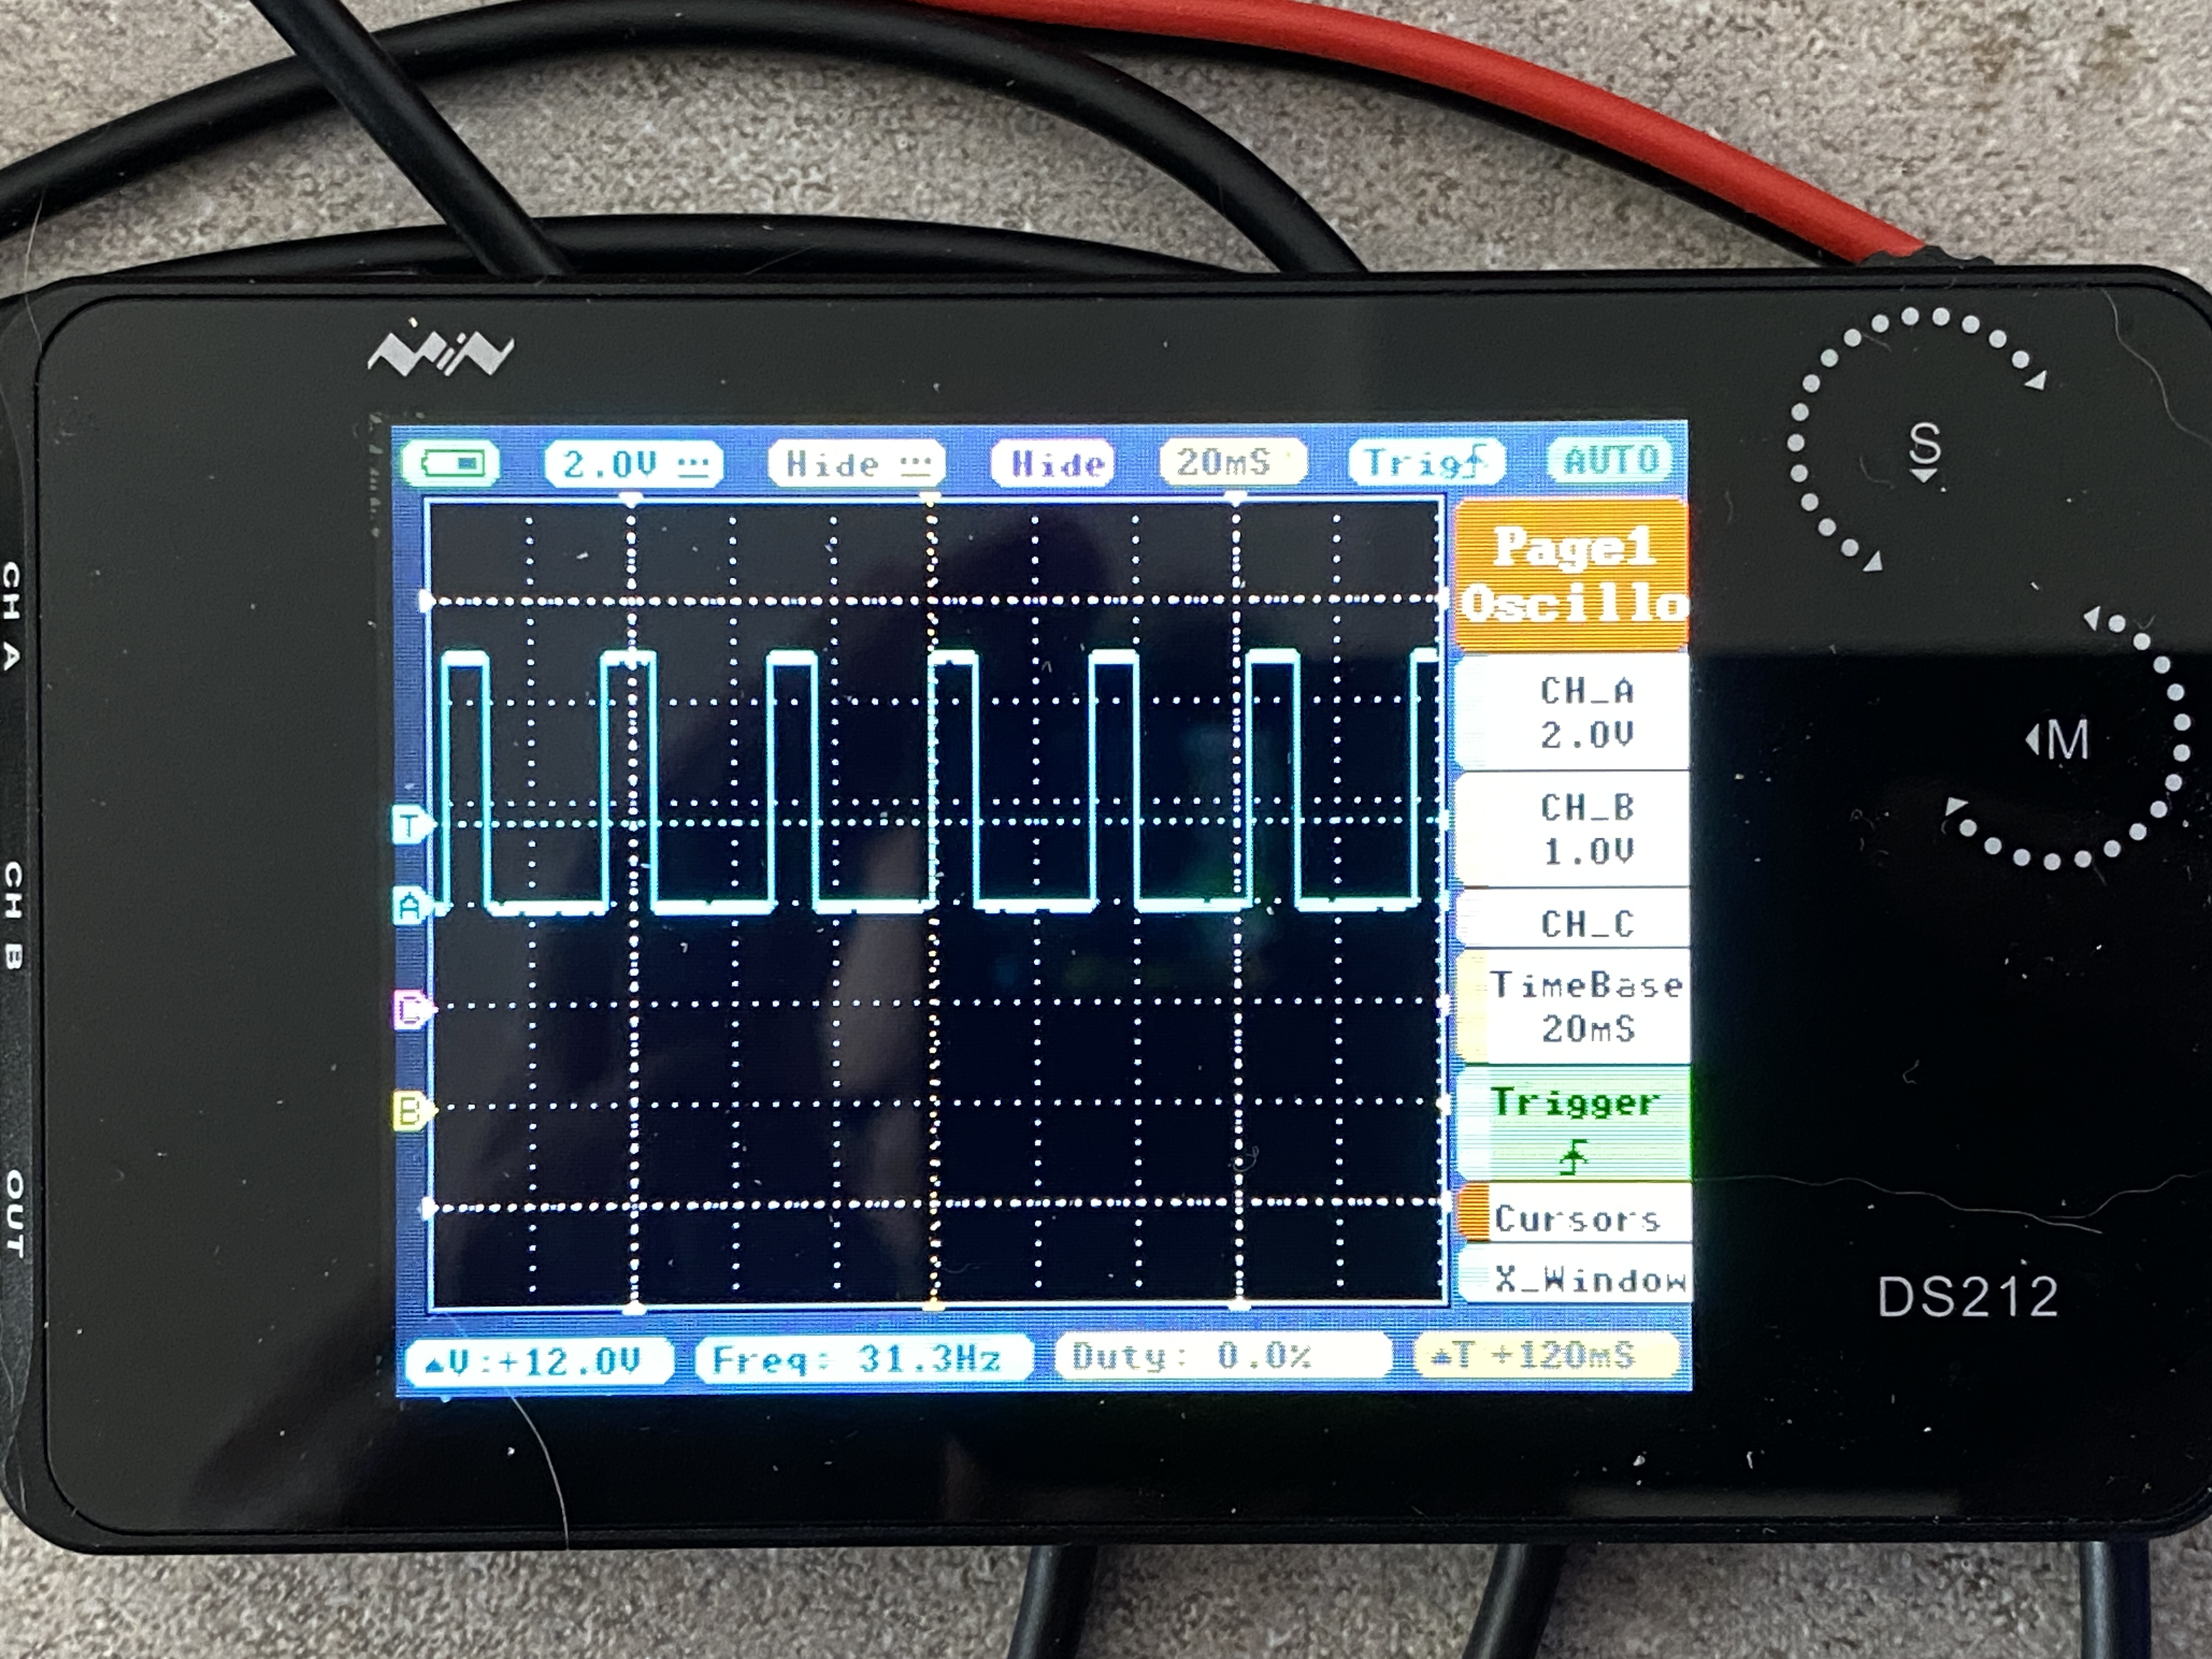 MiNi
2.0V Hide Hide 20mS Trig AUTO
Page1
Oscillo
CH_A
2.0V
CH_B
1.0V
CH_C
TimeBase
20mS
Trigger
Cursors
X_Window
T
A
C
B
▲V:+12.0V Freq: 31.3Hz Duty: 0.0% ▲T +120mS
CH A
CH B
OUT
S
M
DS212